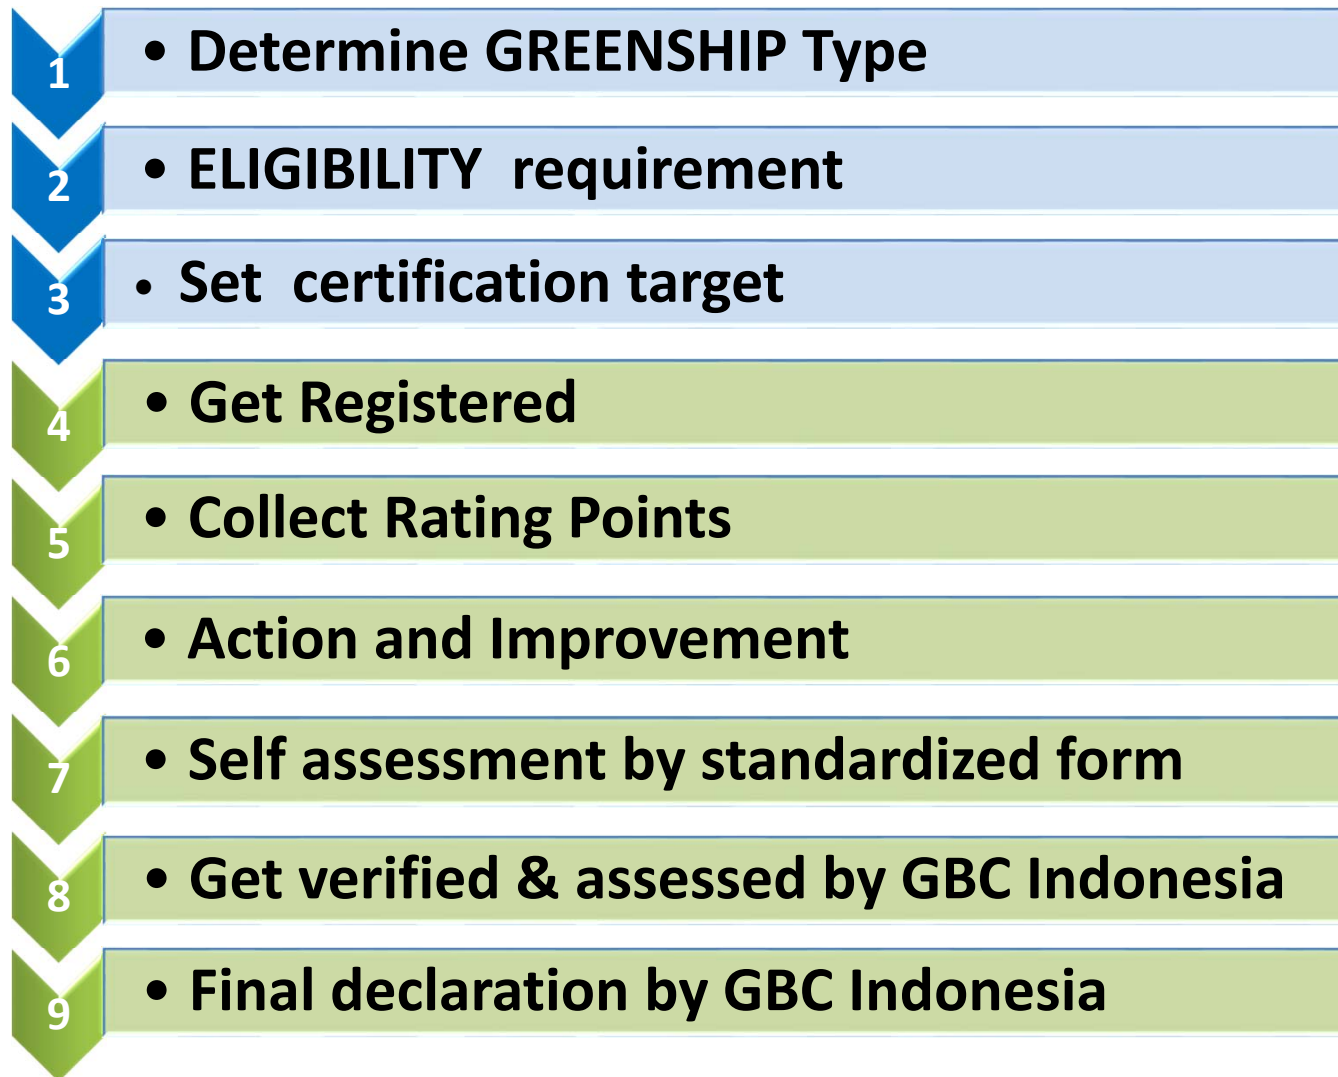 1 • Determine GREENSHIP Type
2 • ELIGIBILITY requirement
3 • Set certification target
4 • Get Registered
5 • Collect Rating Points
6 • Action and Improvement
7 • Self assessment by standardized form
8 • Get verified & assessed by GBC Indonesia
9 • Final declaration by GBC Indonesia